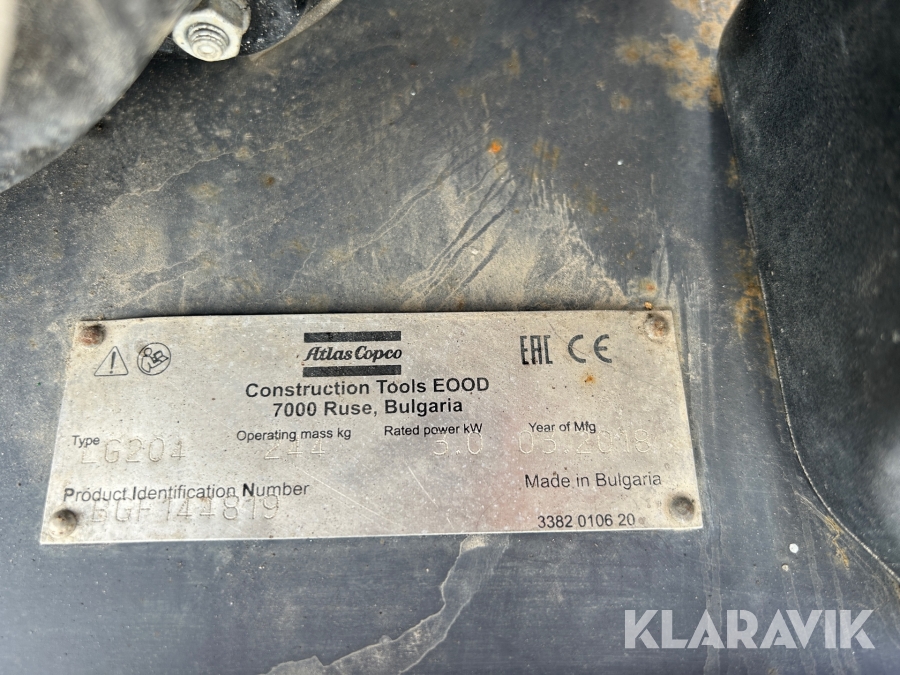 Atlas Copco
EAC CE
Construction Tools EOOD
7000 Ruse, Bulgaria
Type Operating mass kg Rated power kW Year of Mfg
LG204 244 3.0 05.2018
Product Identification Number Made in Bulgaria
BGF144819
3382 0106 20
KLARAVIK